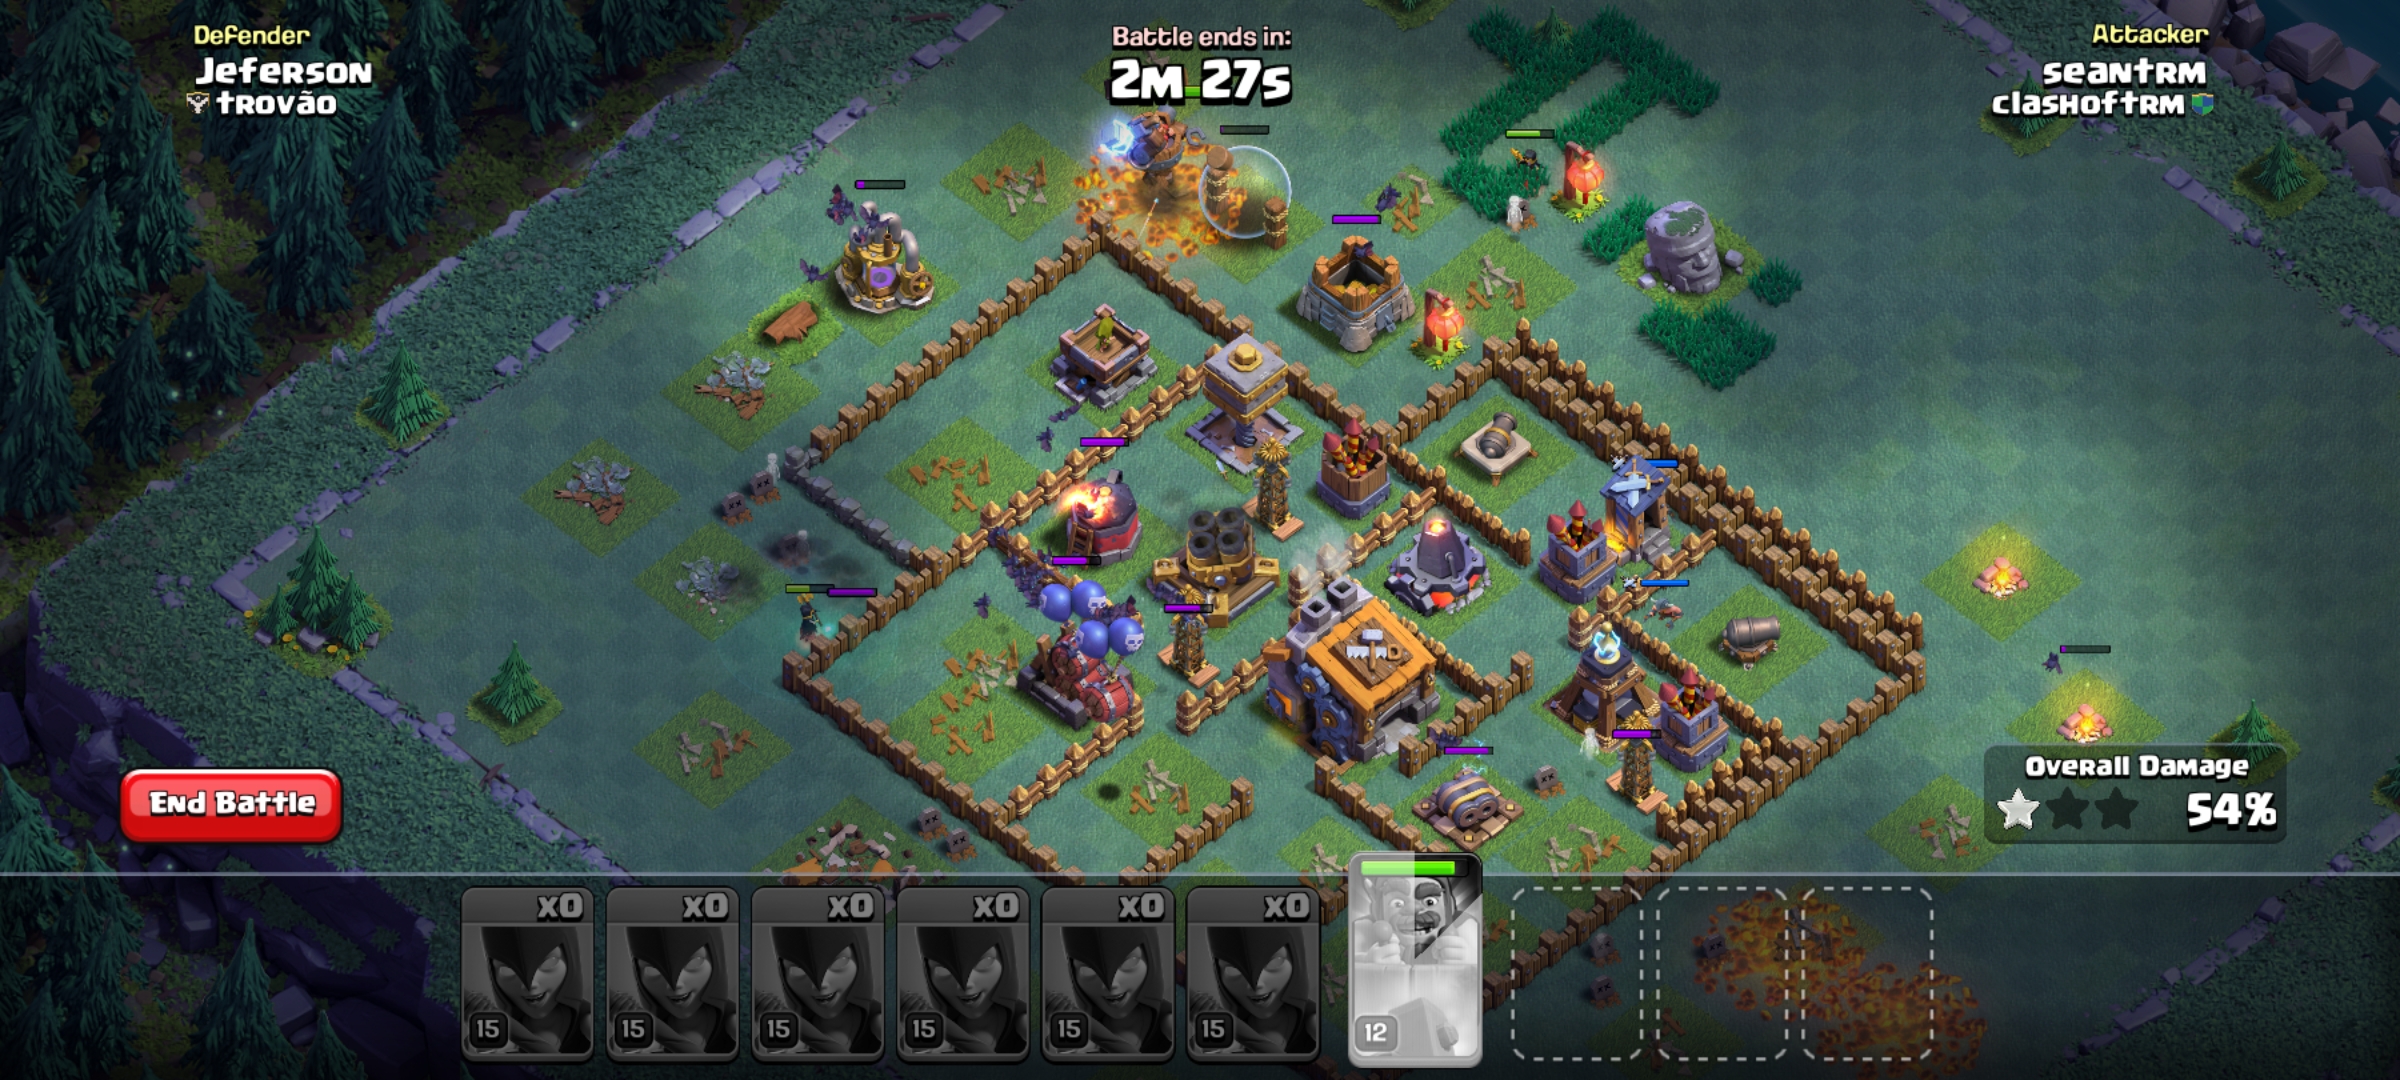 Defender
Jeferson
trovão
Battle ends in:
2M 27s
Attacker
seantrm
clashoftrm
End Battle
Overall Damage
54%
x0
x0
x0
x0
x0
x0
15
15
15
15
15
15
12